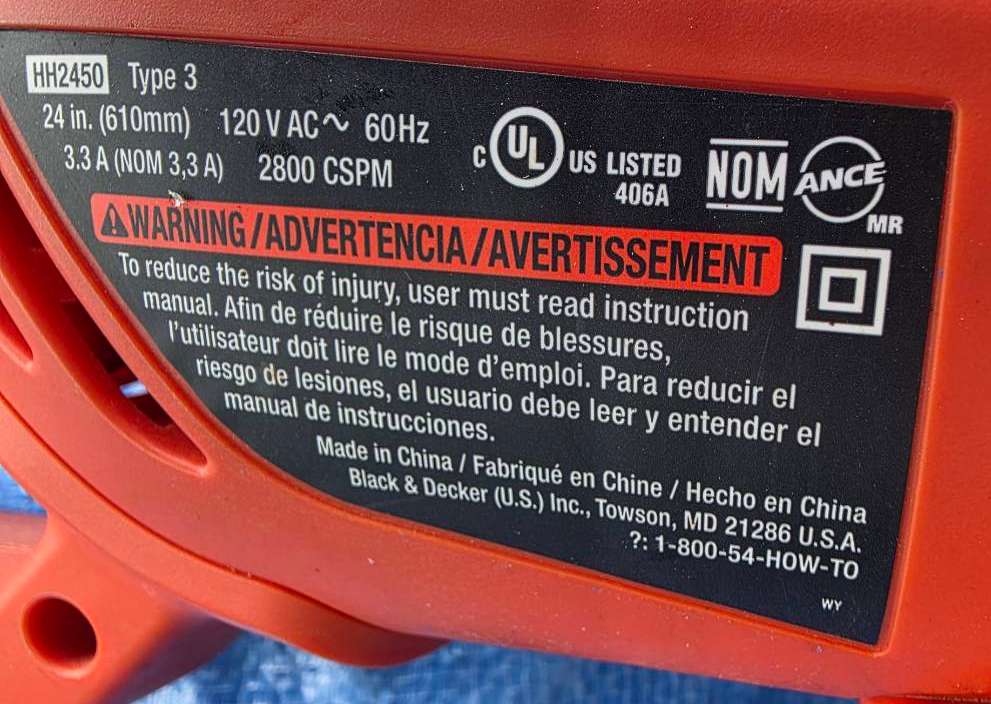 HH2450 Type 3
24 in. (610mm) 120 V AC~ 60Hz
3.3 A (NOM 3,3 A) 2800 CSPM
C UL US LISTED
406A
NOM ANCE
MR
WARNING/ADVERTENCIA/AVERTISSEMENT
To reduce the risk of injury, user must read instruction
manual. Afin de réduire le risque de blessures,
l'utilisateur doit lire le mode d'emploi. Para reducir el
riesgo de lesiones, el usuario debe leer y entender el
manual de instrucciones.
Made in China / Fabriqué en Chine / Hecho en China
Black & Decker (U.S.) Inc., Towson, MD 21286 U.S.A.
?: 1-800-54-HOW-TO
WY